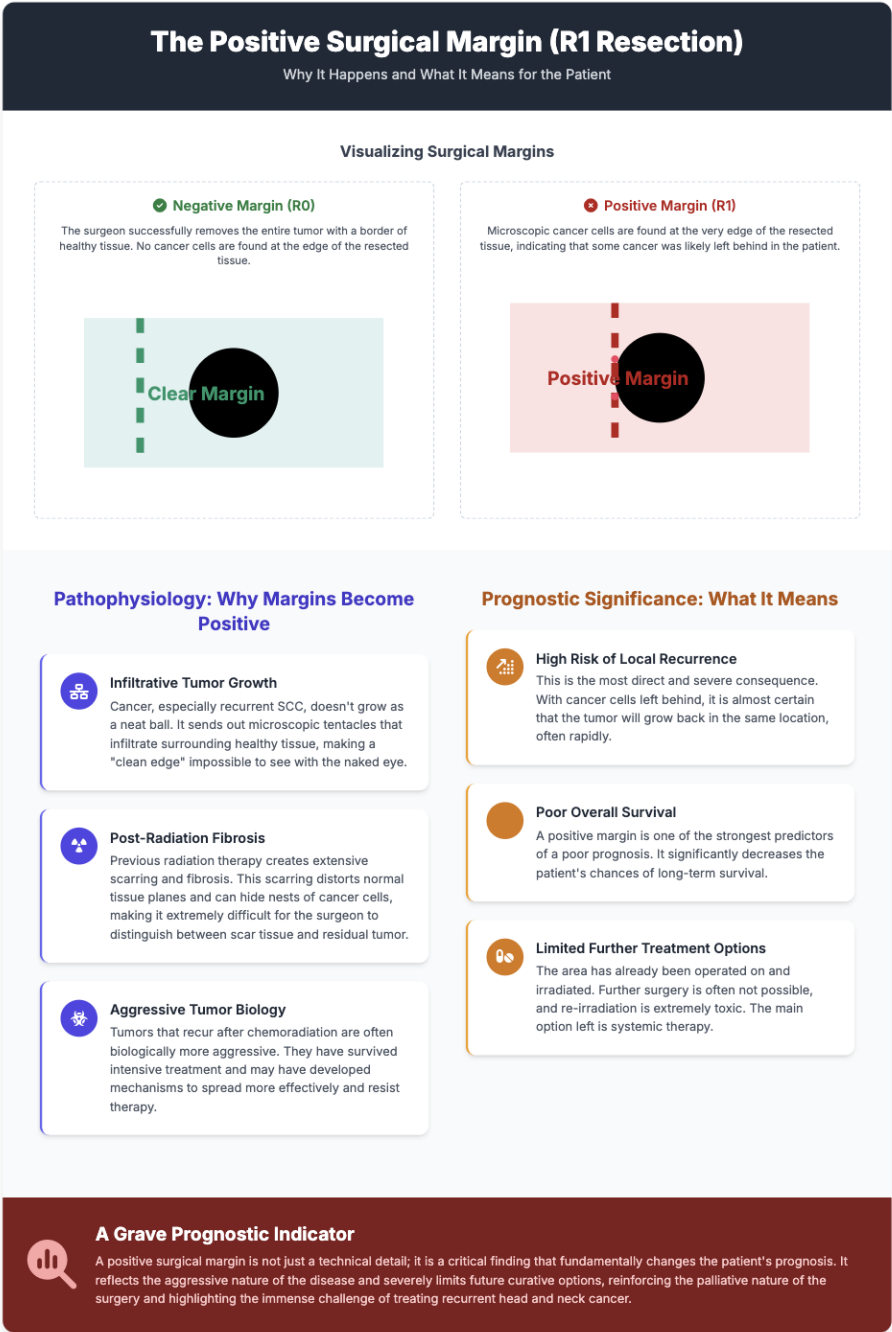 The Positive Surgical Margin (R1 Resection)
Why It Happens and What It Means for the Patient
Visualizing Surgical Margins
Negative Margin (R0)
The surgeon successfully removes the entire tumor with a border of
healthy tissue. No cancer cells are found at the edge of the resected
tissue.
Clear Margin
Positive Margin (R1)
Microscopic cancer cells are found at the very edge of the resected
tissue, indicating that some cancer was likely left behind in the patient.
Positive Margin
Pathophysiology: Why Margins Become
Positive
Infiltrative Tumor Growth
Cancer, especially recurrent SCC, doesn't grow as
a neat ball. It sends out microscopic tentacles that
infiltrate surrounding healthy tissue, making a
"clean edge" impossible to see with the naked eye.
Post-Radiation Fibrosis
Previous radiation therapy creates extensive
scarring and fibrosis. This scarring distorts normal
tissue planes and can hide nests of cancer cells,
making it extremely difficult for the surgeon to
distinguish between scar tissue and residual tumor.
Aggressive Tumor Biology
Tumors that recur after chemoradiation are often
biologically more aggressive. They have survived
intensive treatment and may have developed
mechanisms to spread more effectively and resist
therapy.
Prognostic Significance: What It Means
High Risk of Local Recurrence
This is the most direct and severe consequence.
With cancer cells left behind, it is almost certain
that the tumor will grow back in the same location,
often rapidly.
Poor Overall Survival
A positive margin is one of the strongest predictors
of a poor prognosis. It significantly decreases the
patient's chances of long-term survival.
Limited Further Treatment Options
The area has already been operated on and
irradiated. Further surgery is often not possible,
and re-irradiation is extremely toxic. The main
option left is systemic therapy.
A Grave Prognostic Indicator
A positive surgical margin is not just a technical detail; it is a critical finding that fundamentally changes the patient's prognosis. It
reflects the aggressive nature of the disease and severely limits future curative options, reinforcing the palliative nature of the
surgery and highlighting the immense challenge of treating recurrent head and neck cancer.